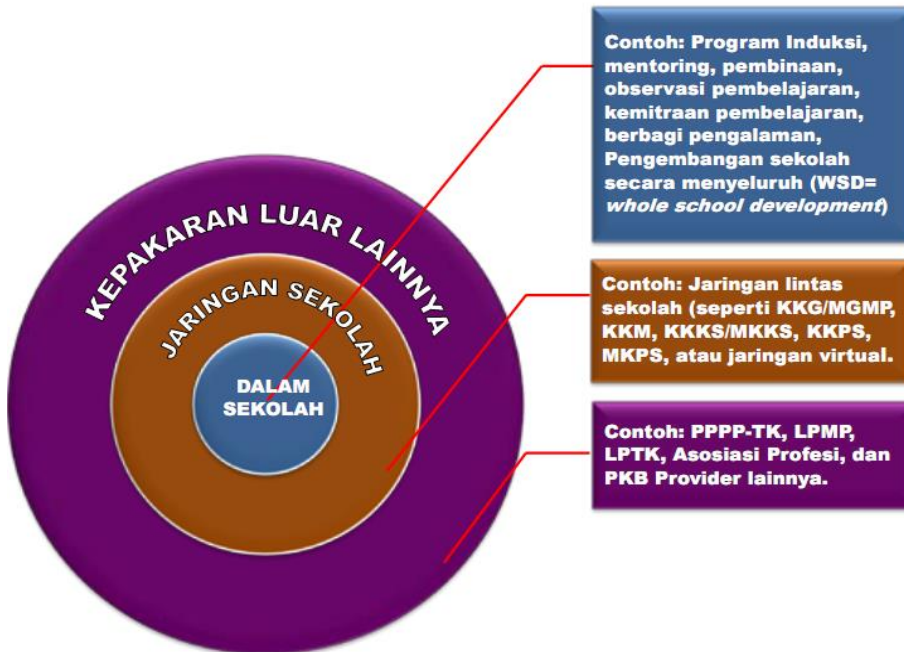 Contoh: Program Induksi,
mentoring, pembinaan,
observasi pembelajaran,
kemitraan pembelajaran,
berbagi pengalaman,
Pengembangan sekolah
secara menyeluruh (WSD=
whole school development)
KEPAKARAN LUAR LAINNYA
JARINGAN SEKOLAH
DALAM
SEKOLAH
Contoh: Jaringan lintas
sekolah (seperti KKG/MGMP,
KKM, KKKS/MKKS, KKPS,
MKPS, atau jaringan virtual.
Contoh: PPPP-TK, LPMP,
LPTK, Asosiasi Profesi, dan
PKB Provider lainnya.